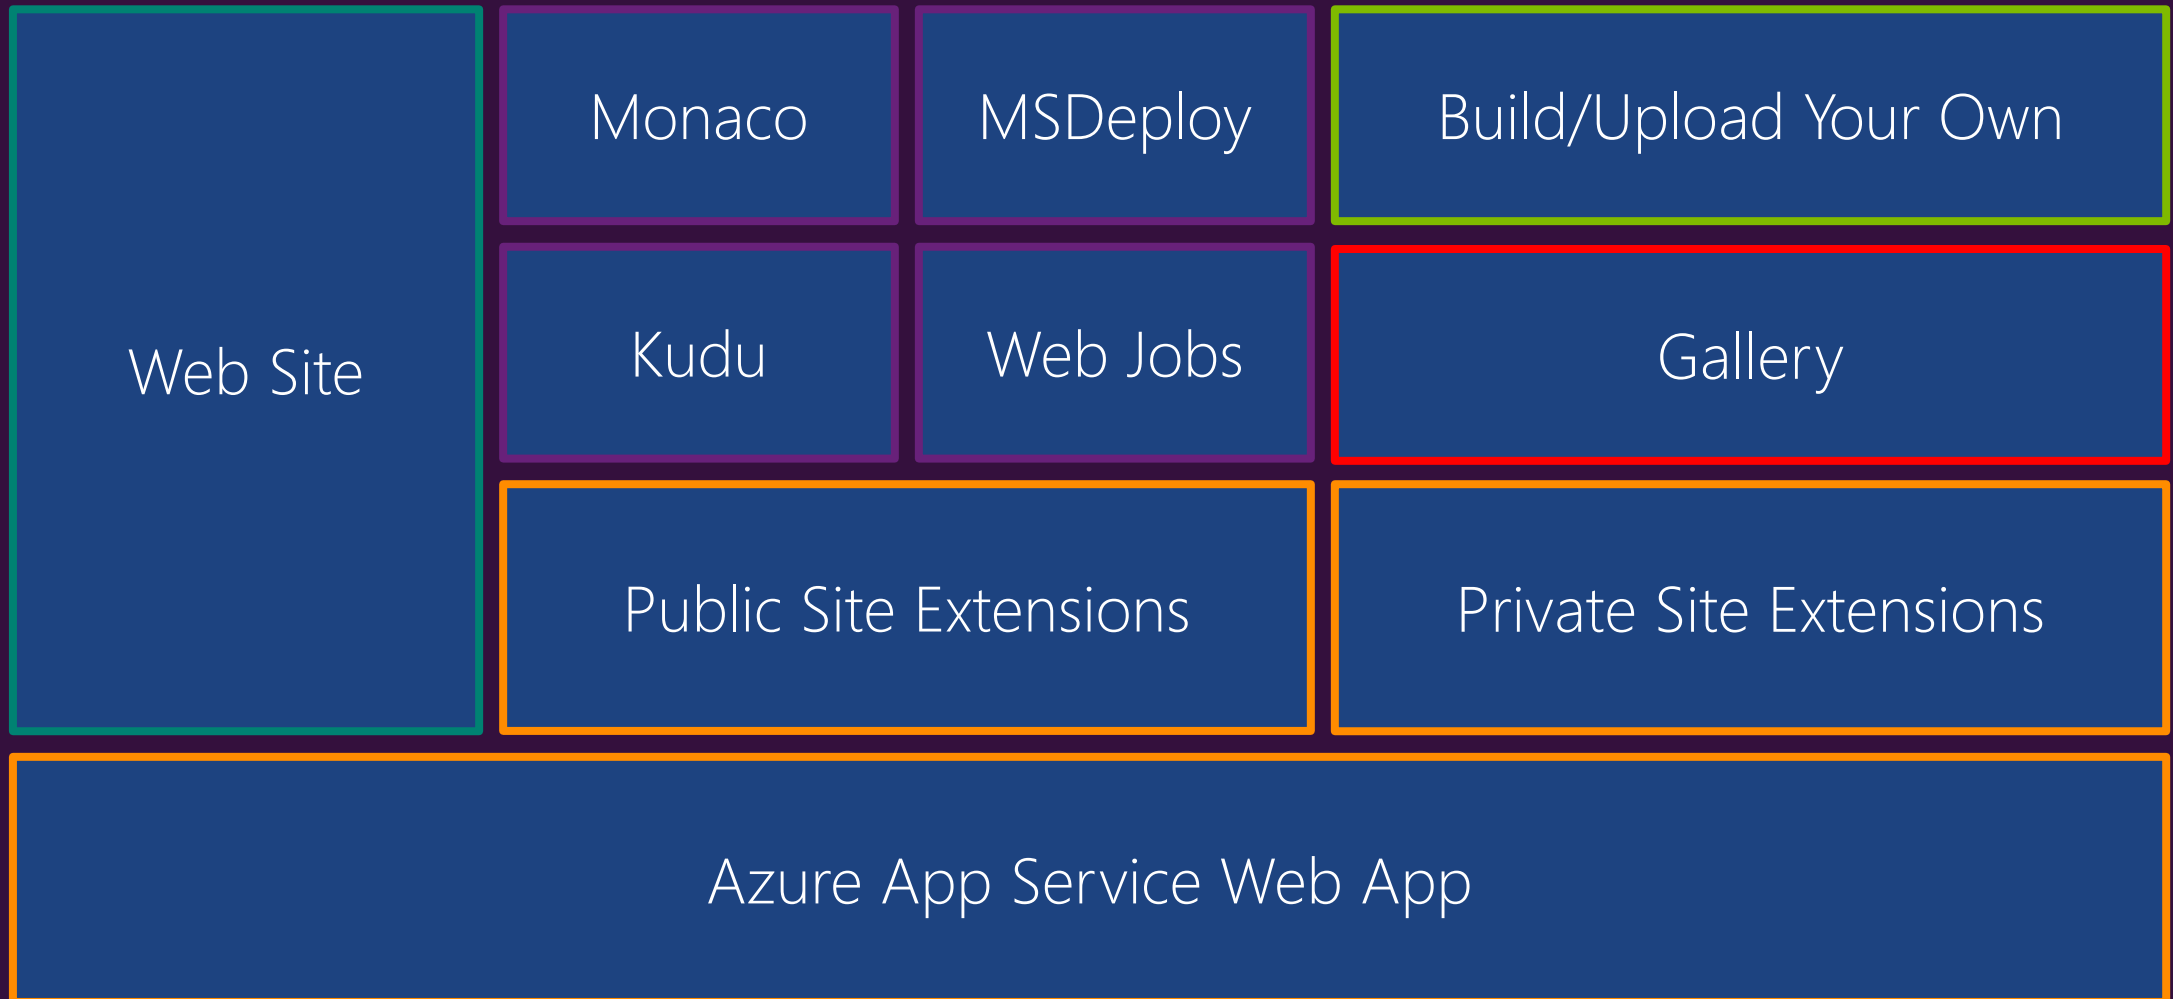 Monaco
MSDeploy
Build/Upload Your Own
Web Site
Kudu
Web Jobs
Gallery
Public Site Extensions
Private Site Extensions
Azure App Service Web App